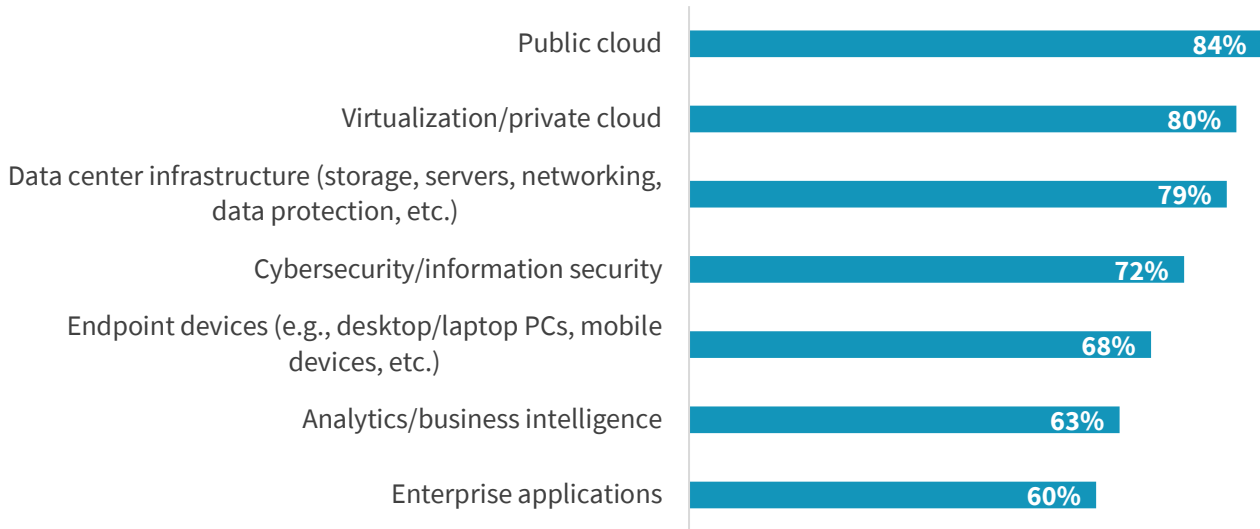 Public cloud
84%
Virtualization/private cloud
80%
Data center infrastructure (storage, servers, networking,
data protection, etc.)
79%
Cybersecurity/information security
72%
Endpoint devices (e.g., desktop/laptop PCs, mobile
devices, etc.)
68%
Analytics/business intelligence
63%
Enterprise applications
60%